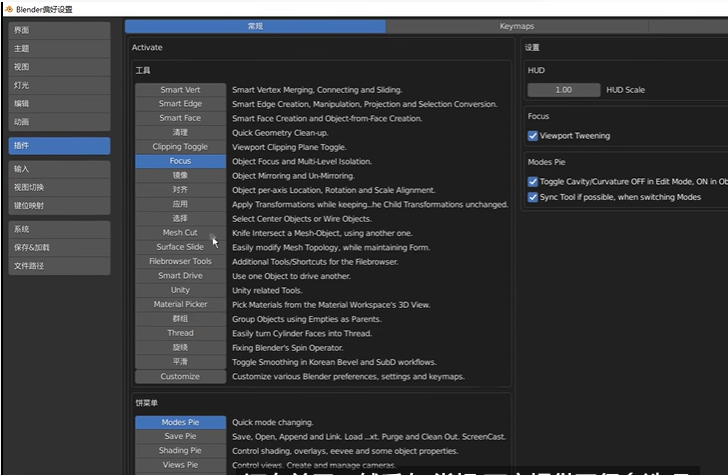 Blender偏好设置
界面
主题
视图
灯光
编辑
动画
插件
输入
视图切换
键位映射
系统
保存&加载
文件路径
常规
Keymaps
Activate
工具
Smart Vert Smart Vertex Merging, Connecting and Sliding.
Smart Edge Smart Edge Creation, Manipulation, Projection and Selection Conversion.
Smart Face Smart Face Creation and Object-from-Face Creation.
清理 Quick Geometry Clean-up.
Clipping Toggle Viewport Clipping Plane Toggle.
Focus Object Focus and Multi-Level Isolation.
镜像 Object Mirroring and Un-Mirroring.
对齐 Object per-axis Location, Rotation and Scale Alignment.
应用 Apply Transformations while keeping...he Child Transformations unchanged.
选择 Select Center Objects or Wire Objects.
Mesh Cut Knife Intersect a Mesh-Object, using another one.
Surface Slide Easily modify Mesh Topology, while maintaining Form.
Filebrowser Tools Additional Tools/Shortcuts for the Filebrowser.
Smart Drive Use one Object to drive another.
Unity Unity related Tools.
Material Picker Pick Materials from the Material Workspace's 3D View.
群组 Group Objects using Empties as Parents.
Thread Easily turn Cylinder Faces into Thread.
旋绕 Fixing Blender's Spin Operator.
平滑 Toggle Smoothing in Korean Bevel and SubD workflows.
Customize Customize various Blender preferences, settings and keymaps.
饼菜单
Modes Pie Quick mode changing.
Save Pie Save, Open, Append and Link. Load ...xt. Purge and Clean Out. ScreenCast.
Shading Pie Control shading, overlays, eevee and some object properties.
Views Pie Control views. Create and manage cameras.
设置
HUD
1.00 HUD Scale
Focus
Viewport Tweening
Modes Pie
Toggle Cavity/Curvature OFF in Edit Mode, ON in Ob
Sync Tool if possible, when switching Modes